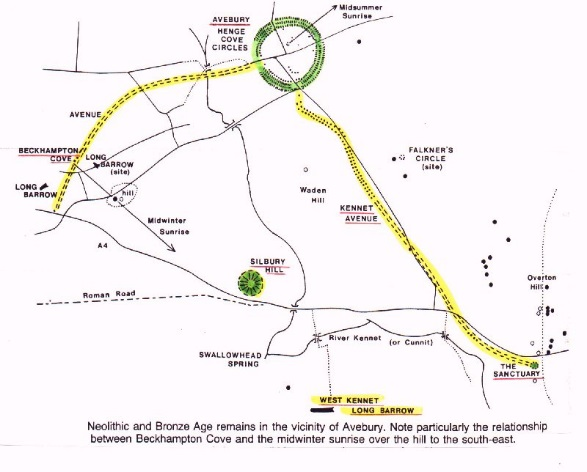 AVEBURY
HENGE
COVE
CIRCLES
Midsummer
Sunrise
AVENUE
BECKHAMPTON
COVE
LONG
BARROW
(site)
LONG
BARROW
hill
Midwinter
Sunrise
A4
FALKNER'S
CIRCLE
(site)
Waden
Hill
KENNET
AVENUE
SILBURY
HILL
Overton
Hill
Roman Road
River Kennet (or Cunnit)
SWALLOWHEAD
SPRING
THE
SANCTUARY
WEST KENNET
LONG BARROW
Neolithic and Bronze Age remains in the vicinity of Avebury. Note particularly the relationship
between Beckhampton Cove and the midwinter sunrise over the hill to the south-east.